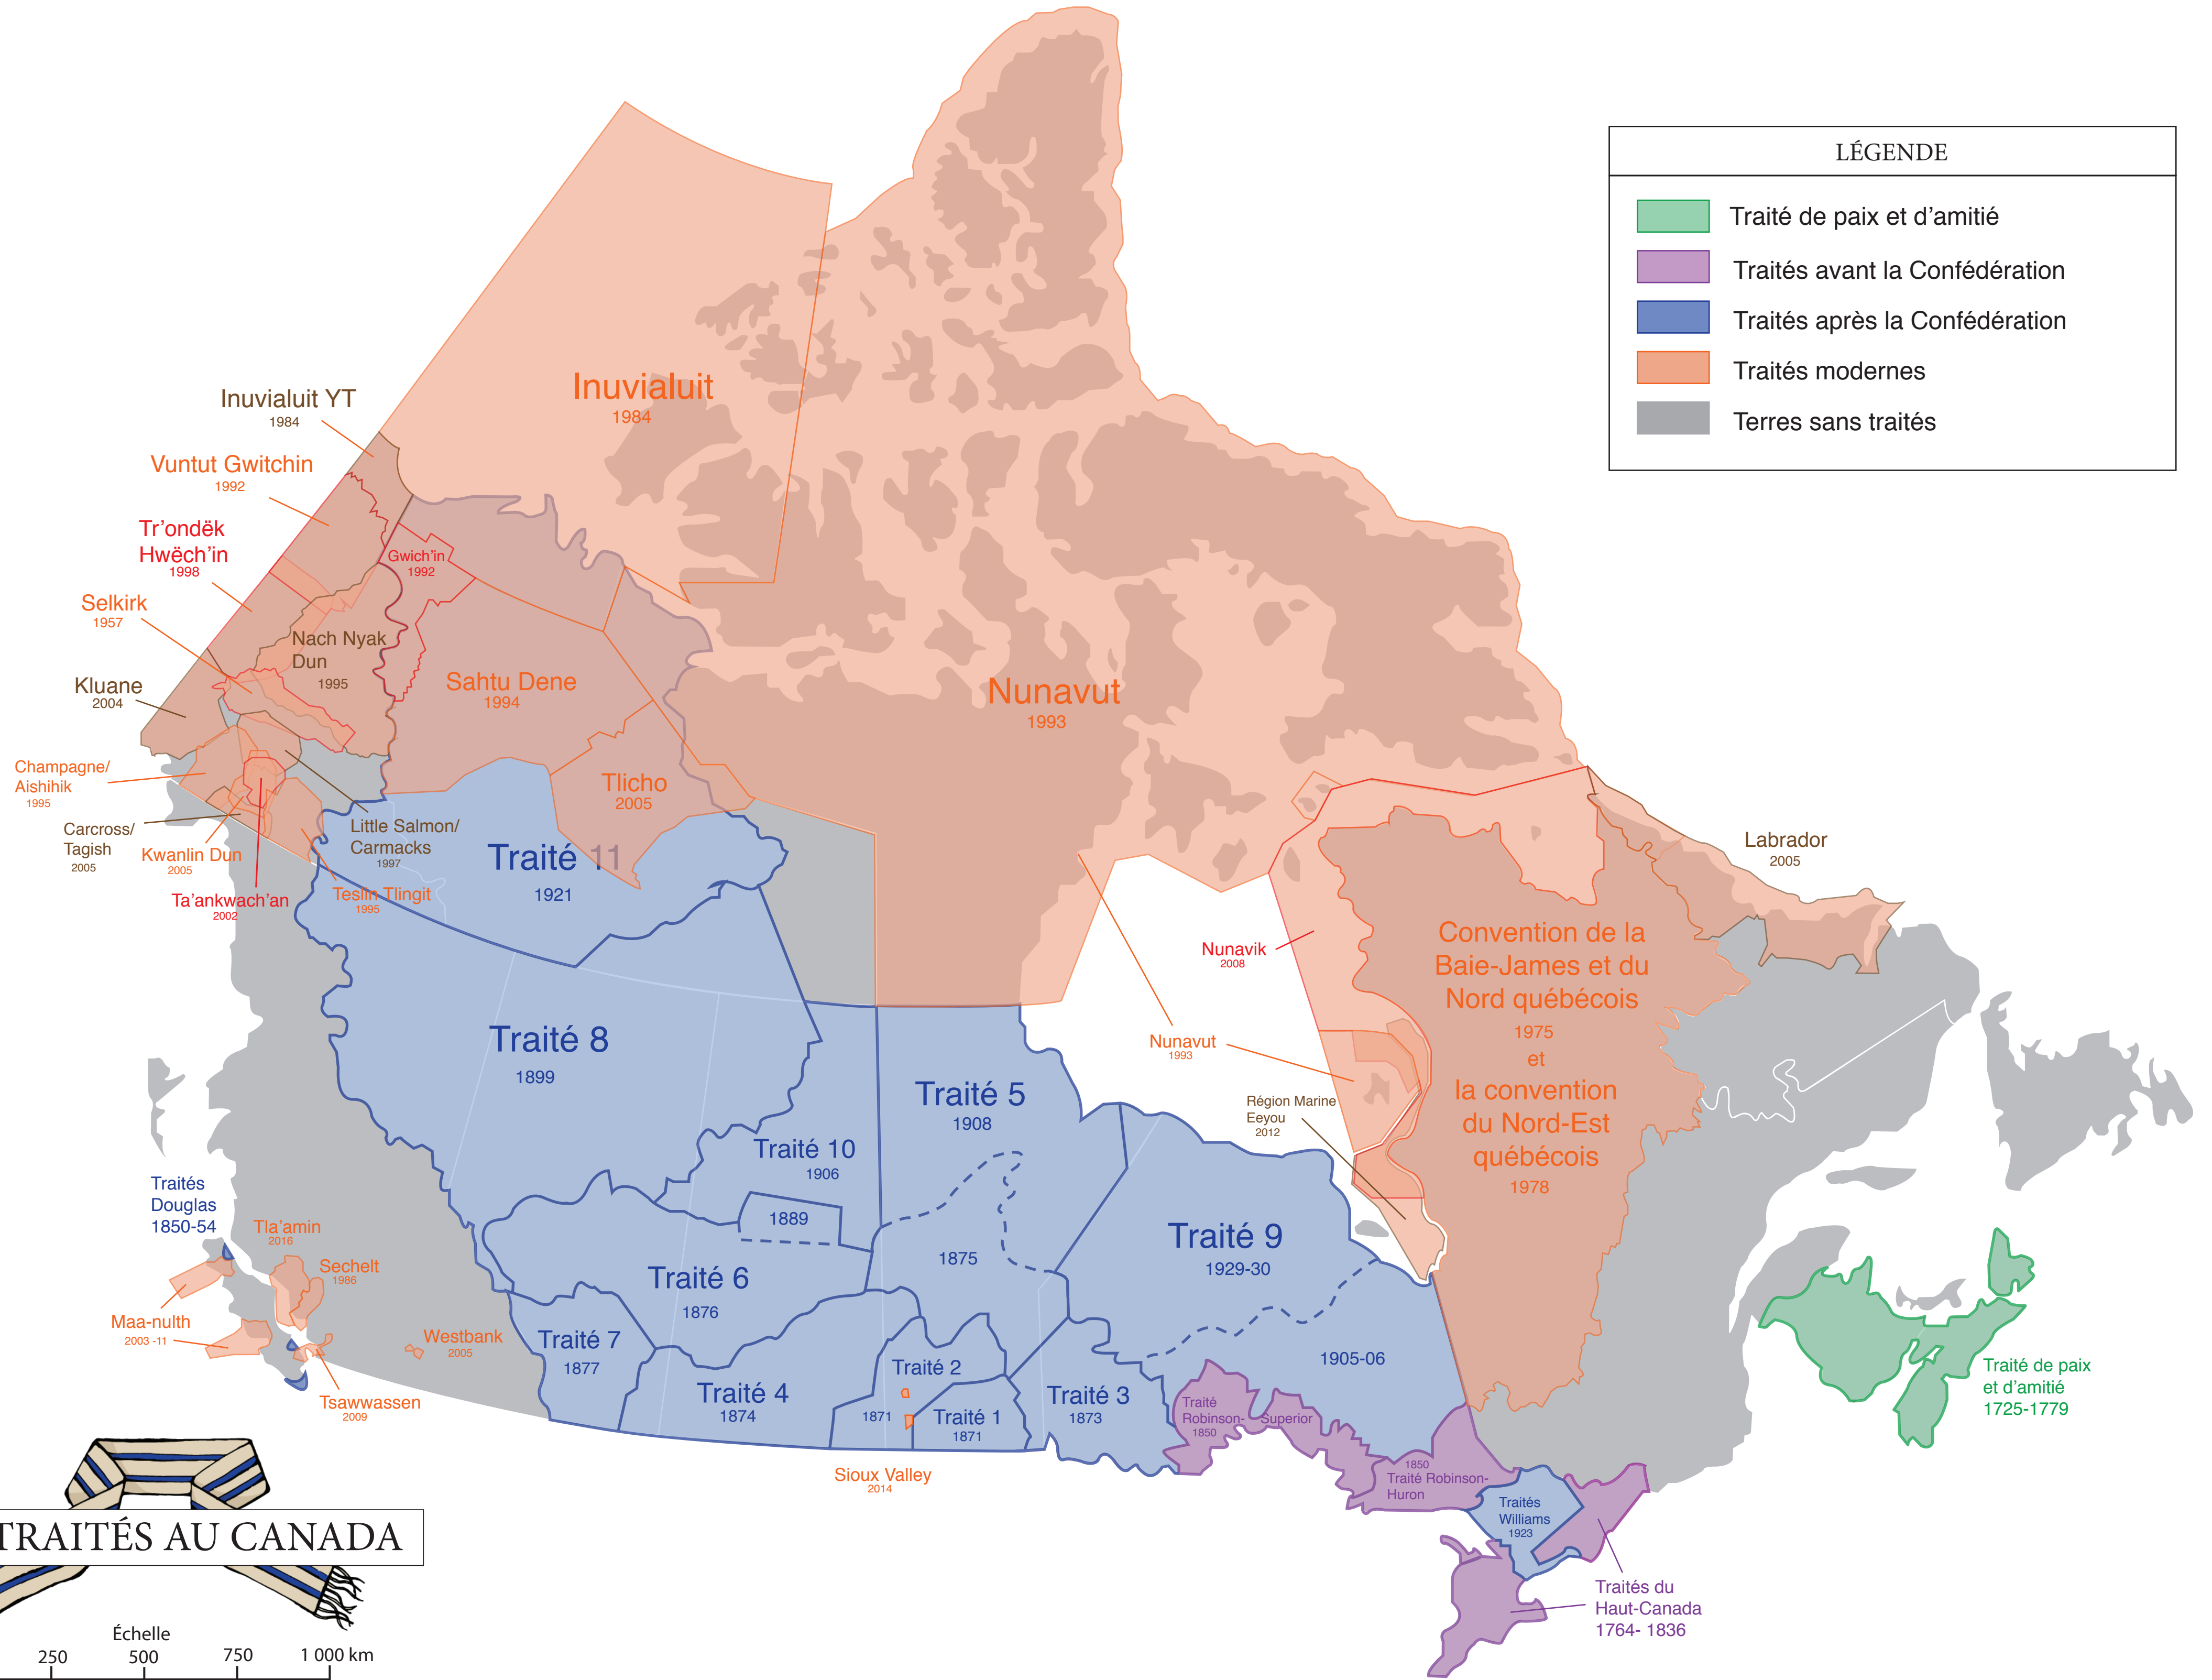 LÉGENDE
Traité de paix et d'amitié
Traités avant la Confédération
Traités après la Confédération
Traités modernes
Terres sans traités
Inuvialuit
1984
Inuvialuit YT
1984
Vuntut Gwitchin
1992
Tr'ondëk
Hwëch'in
1998
Gwich'in
1992
Selkirk
1957
Nach Nyak
Dun
1995
Kluane
2004
Sahtu Dene
1994
Nunavut
1993
Champagne/
Aishihik
1995
Tlicho
2005
Carcross/
Tagish
2005
Kwanlin Dun
2005
Little Salmon/
Carmacks
1997
Ta'ankwach'an
2002
Teslin Tlingit
1995
Traité 11
1921
Labrador
2005
Nunavik
2008
Convention de la
Baie-James et du
Nord québécois
1975
et
la convention
du Nord-Est
québécois
1978
Nunavut
1993
Région Marine
Eeyou
2012
Traité 8
1899
Traité 5
1908
Traité 10
1906
1889
1875
Traité 9
1929-30
1905-06
Traité 6
1876
Traité 7
1877
Traité 4
1874
Traité 2
1871
Traité 1
1871
Traité 3
1873
Traités
Douglas
1850-54
Tla'amin
2016
Sechelt
1986
Maa-nulth
2003 -11
Westbank
2005
Tsawwassen
2009
Sioux Valley
2014
Traité
Robinson-
1850
Superior
1850
Traité Robinson-
Huron
Traités
Williams
1923
Traités du
Haut-Canada
1764- 1836
Traité de paix
et d'amitié
1725-1779
TRAITÉS AU CANADA
Échelle
250 500 750 1 000 km